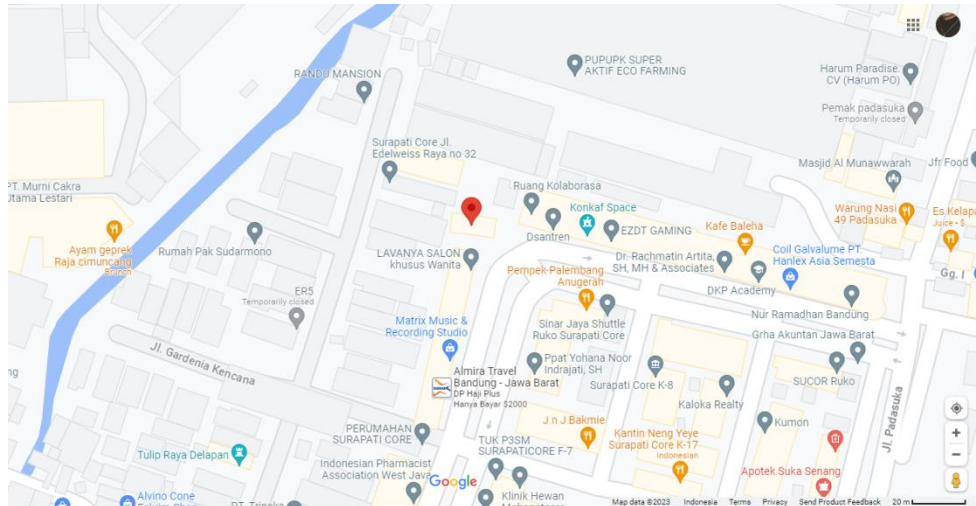 PUPUPK SUPER
AKTIF ECO FARMING
RANDU MANSION
Harum Paradise.
CV (Harum PO)
Pemak padasuka
Temporarily closed
Surapati Core Jl.
Edelweiss Raya no 32
Masjid Al Munawwarah
Jfr Food
PT. Murni Cakra
Utama Lestari
Ruang Kolaborasa
Konkaf Space
Warung Nasi
49 Padasuka
Es Kelapa
Juice • $
Kafe Baleha
EZDT GAMING
Dsantren
Ayam geprek
Raja cimuncang
Brunch
Rumah Pak Sudarmono
LAVANYA SALON
khusus Wanita
Dr. Rachmatin Artita,
SH, MH & Associates
Coil Galvalume PT.
Hanlex Asia Semesta
Gg. I
Pempek Palembang
Anugerah
DKP Academy
ER5
Temporarily closed
Nur Ramadhan Bandung
Matrix Music &
Recording Studio
Sinar Jaya Shuttle
Ruko Surapati Core
Grha Akuntan Jawa Barat
Jl. Gardenia Kencana
Ppat Yohana Noor
Indrajati, SH
Almira Travel
Bandung - Jawa Barat
DP Haji Plus
Hanya Bayar $2000
Surapati Core K-8
SUCOR RUKO
Kaloka Realty
Jl. Padasuka
J n J Bakmie
Kumon
PERUMAHAN
SURAPATI CORE
Kantin Neng Yeye
Surapati Core K-17
Indonesian
TUK P3SM
SURAPATICORE F-7
Tulip Raya Delapan
Indonesian Pharmacist
Association West Java
Apotek Suka Senang
Google
Klinik Hewan
Alvino Cone
Map data ©2023 Indonesia Terms Privacy Send Product Feedback 20 m